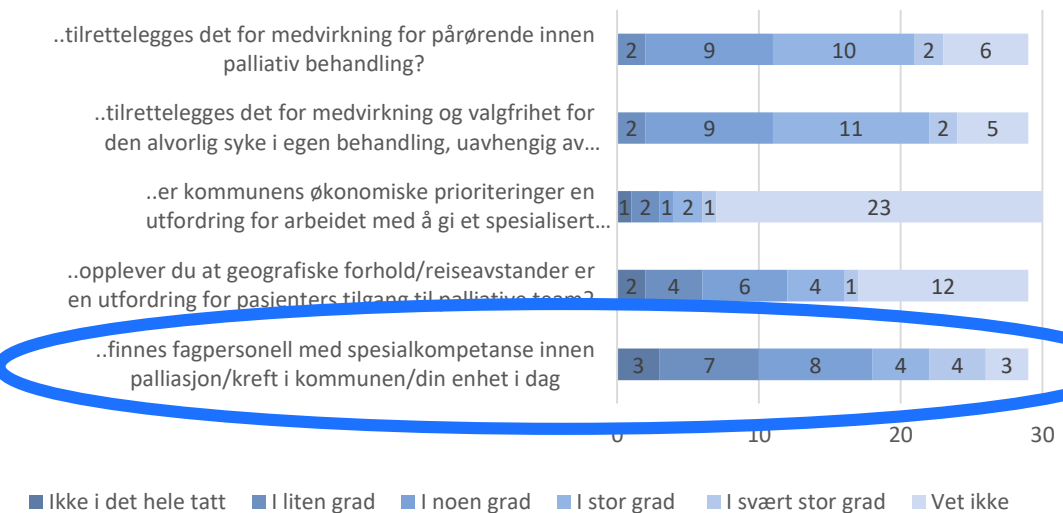 ..tilrettelegges det for medvirkning for pårørende innen
palliativ behandling?
2 9 10 2 6
..tilrettelegges det for medvirkning og valgfrihet for
den alvorlig syke i egen behandling, uavhengig av…
2 9 11 2 5
..er kommunens økonomiske prioriteringer en
utfordring for arbeidet med å gi et spesialisert…
1 2 1 2 1 23
..opplever du at geografiske forhold/reiseavstander er
en utfordring for pasienters tilgang til palliative team?
2 4 6 4 1 12
..finnes fagpersonell med spesialkompetanse innen
palliasjon/kreft i kommunen/din enhet i dag
3 7 8 4 4 3
0 10 20 30
Ikke i det hele tatt I liten grad I noen grad I stor grad I svært stor grad Vet ikke